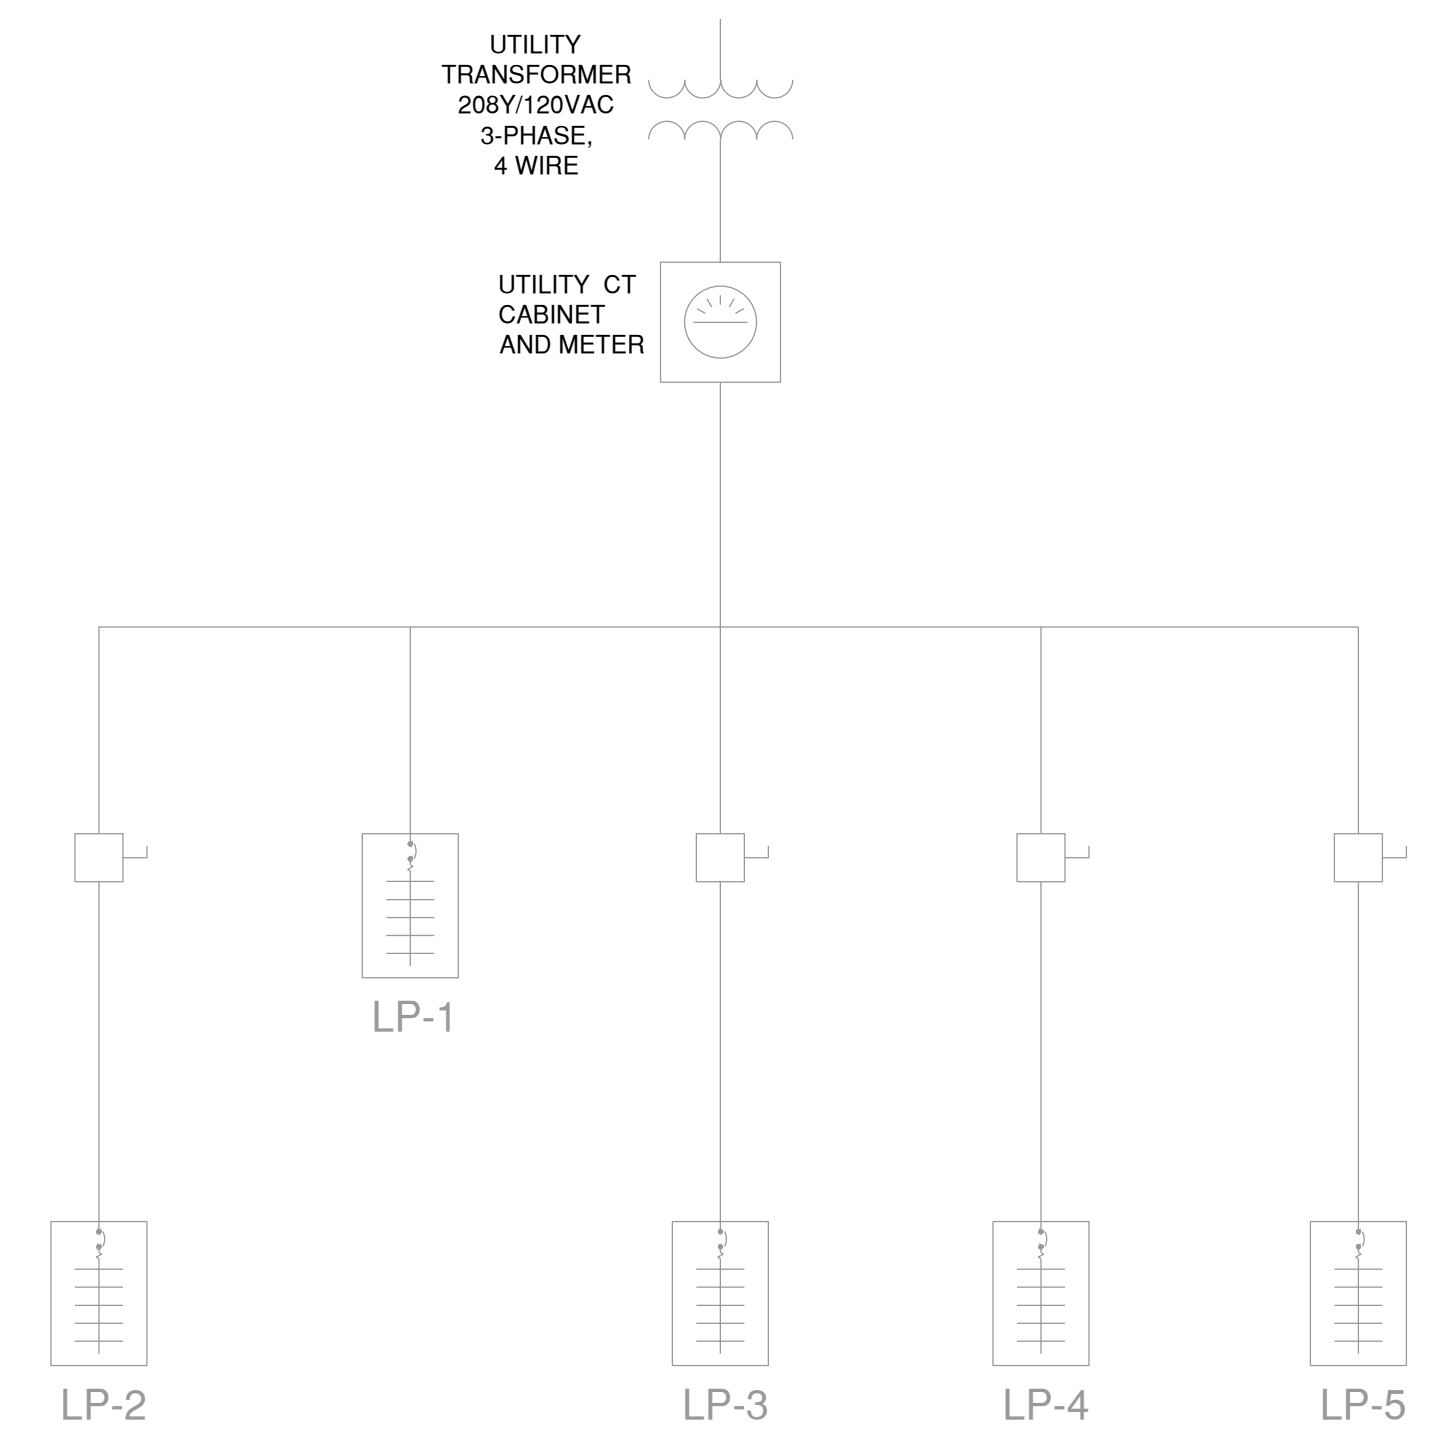 UTILITY
TRANSFORMER
208Y/120VAC
3-PHASE,
4 WIRE
UTILITY CT
CABINET
AND METER
LP-1
LP-2
LP-3
LP-4
LP-5